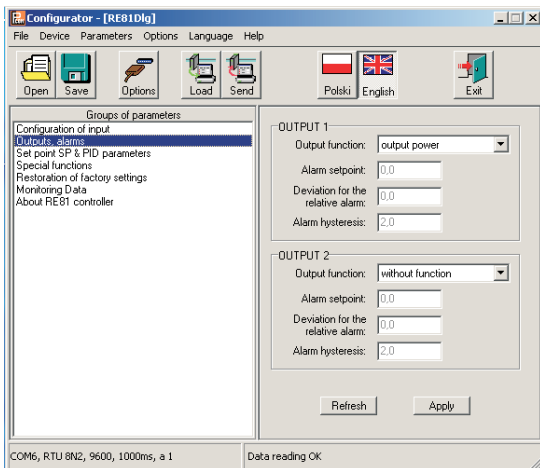 Configurator - [RE81Dlg]
File Device Parameters Options Language Help
Open Save Options Load Send Polski English Exit
Groups of parameters
Configuration of input
Outputs, alarms
Set point SP & PID parameters
Special functions
Restoration of factory settings
Monitoring Data
About RE81 controller
OUTPUT 1
Output function: output power
Alarm setpoint: 0,0
Deviation for the
relative alarm: 0,0
Alarm hysteresis: 2,0
OUTPUT 2
Output function: without function
Alarm setpoint: 0,0
Deviation for the
relative alarm: 0,0
Alarm hysteresis: 2,0
Refresh Apply
COM6, RTU 8N2, 9600, 1000ms, a 1 Data reading OK